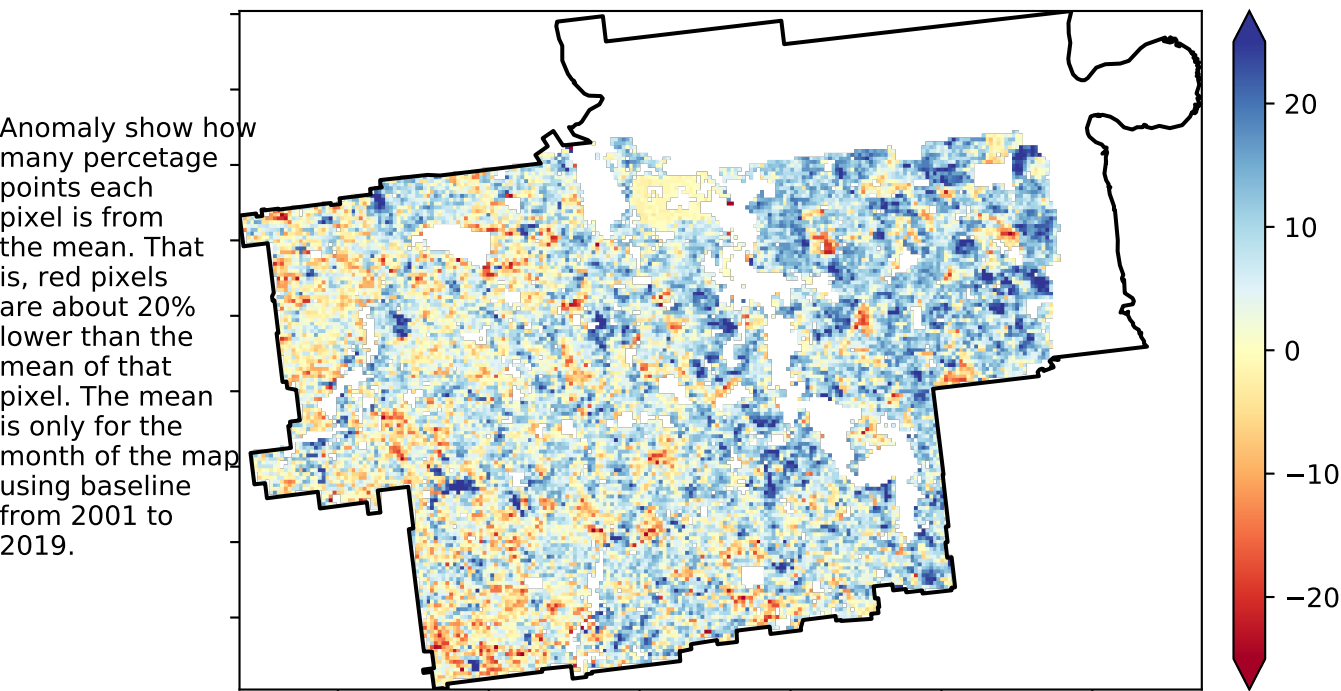 Anomaly show how
many percetage
points each
pixel is from
the mean. That
is, red pixels
are about 20%
lower than the
mean of that
pixel. The mean
is only for the
month of the map
using baseline
from 2001 to
2019.
20
10
0
−10
−20